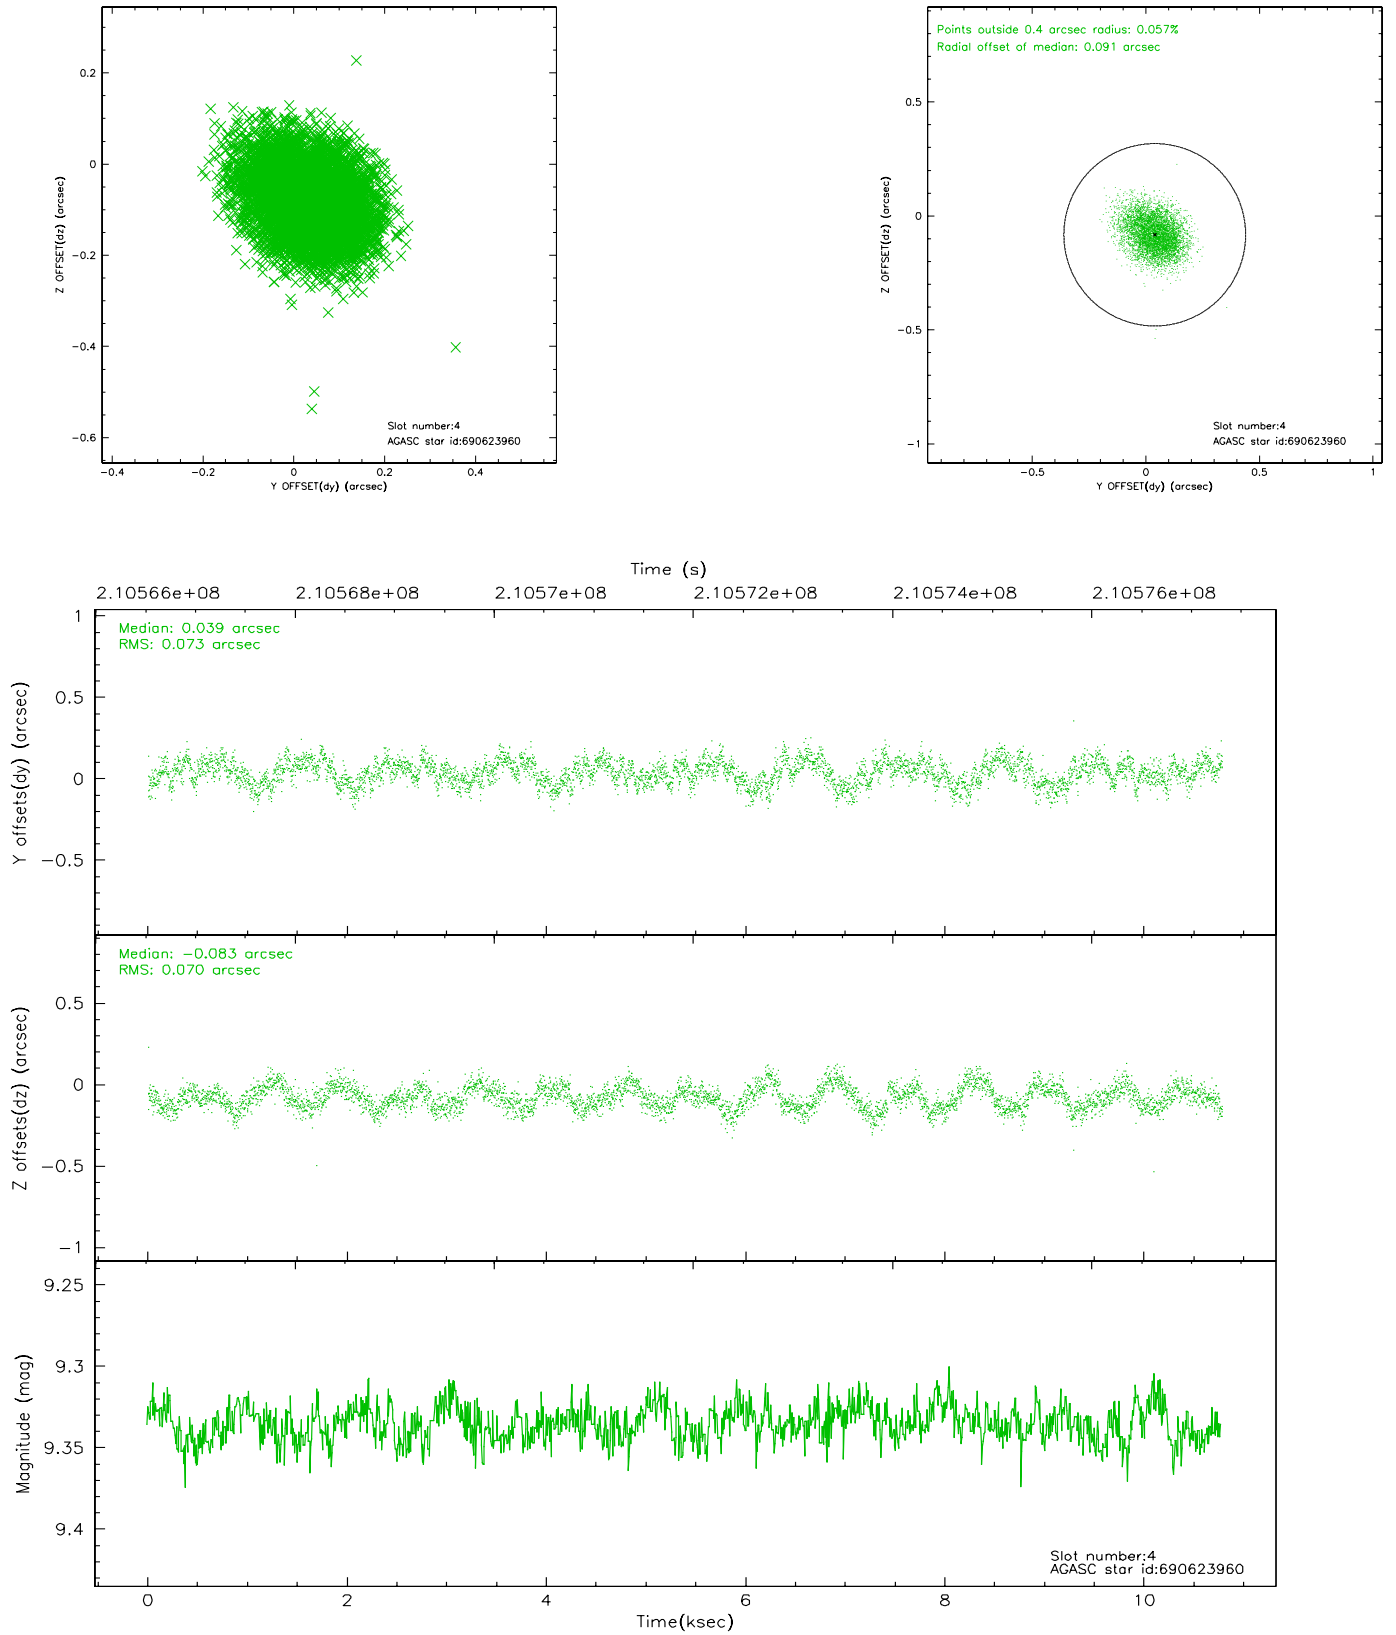 0.2
0
-0.2
-0.4
-0.6
Z OFFSET(dz) (arcsec)
Slot number:4
AGASC star id:690623960
-0.4
-0.2
0
0.2
0.4
Y OFFSET(dy) (arcsec)
Points outside 0.4 arcsec radius: 0.057%
Radial offset of median: 0.091 arcsec
0.5
0
-0.5
-1
Z OFFSET(dz) (arcsec)
Slot number:4
AGASC star id:690623960
-0.5
0
0.5
1
Y OFFSET(dy) (arcsec)
Time (s)
2.10566e+08
2.10568e+08
2.1057e+08
2.10572e+08
2.10574e+08
2.10576e+08
Median: 0.039 arcsec
RMS: 0.073 arcsec
1
0.5
0
-0.5
Y offsets(dy) (arcsec)
Median: -0.083 arcsec
RMS: 0.070 arcsec
0.5
0
-0.5
-1
Z offsets(dz) (arcsec)
9.25
9.3
9.35
9.4
Magnitude (mag)
Slot number:4
AGASC star id:690623960
0
2
4
6
8
10
Time(ksec)